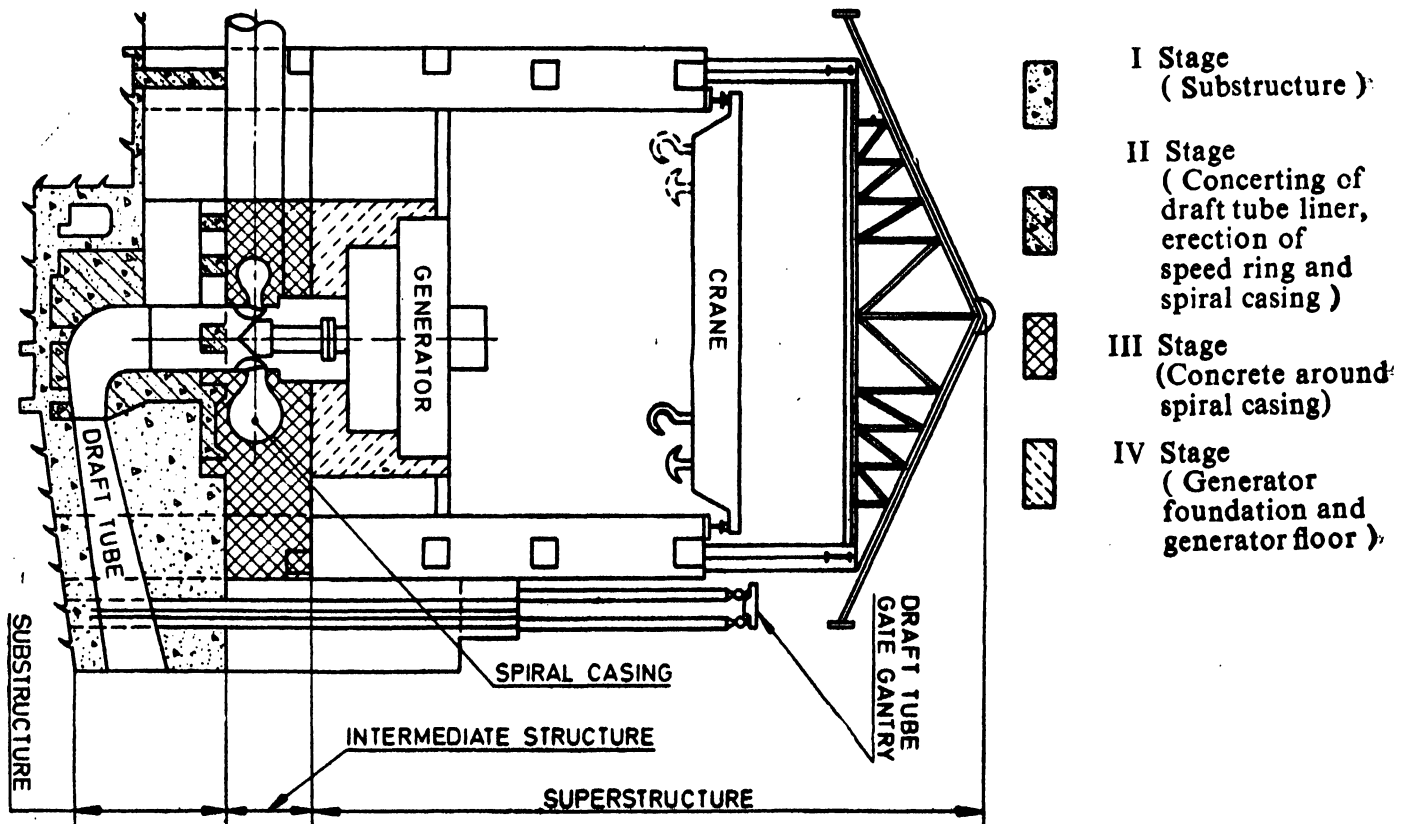 I Stage
( Substructure )
II Stage
( Concerting of
draft tube liner,
erection of
speed ring and
spiral casing )
III Stage
(Concrete around
spiral casing)
IV Stage
( Generator
foundation and
generator floor )
GENERATOR
CRANE
DRAFT TUBE
SPIRAL CASING
DRAFT TUBE
GATE GANTRY
SUBSTRUCTURE
INTERMEDIATE STRUCTURE
SUPERSTRUCTURE